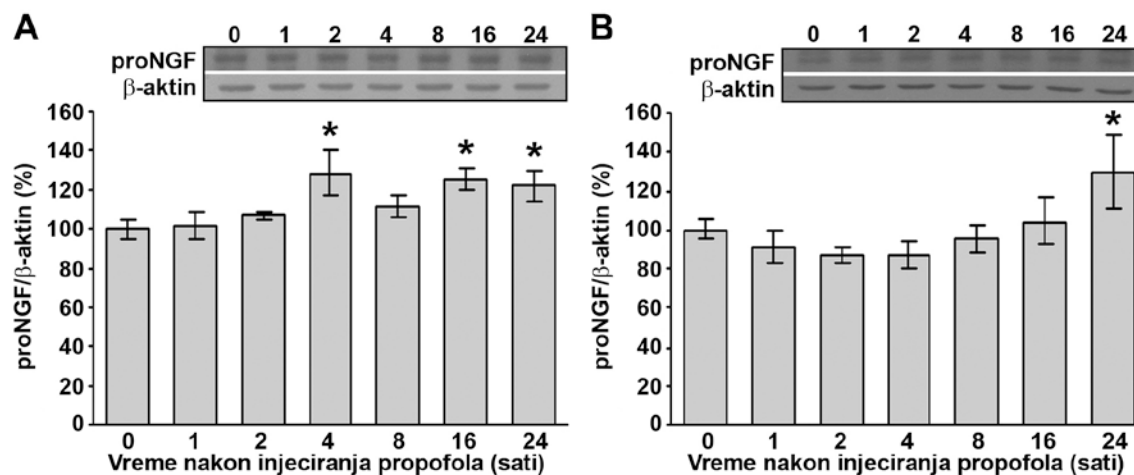 A
0 1 2 4 8 16 24
proNGF
β-aktin
proNGF/β-aktin (%)
160
140
120
100
80
60
40
20
0
* * *
0 1 2 4 8 16 24
Vreme nakon injeciranja propofola (sati)
B
0 1 2 4 8 16 24
proNGF
β-aktin
proNGF/β-aktin (%)
160
140
120
100
80
60
40
20
0
*
0 1 2 4 8 16 24
Vreme nakon injeciranja propofola (sati)